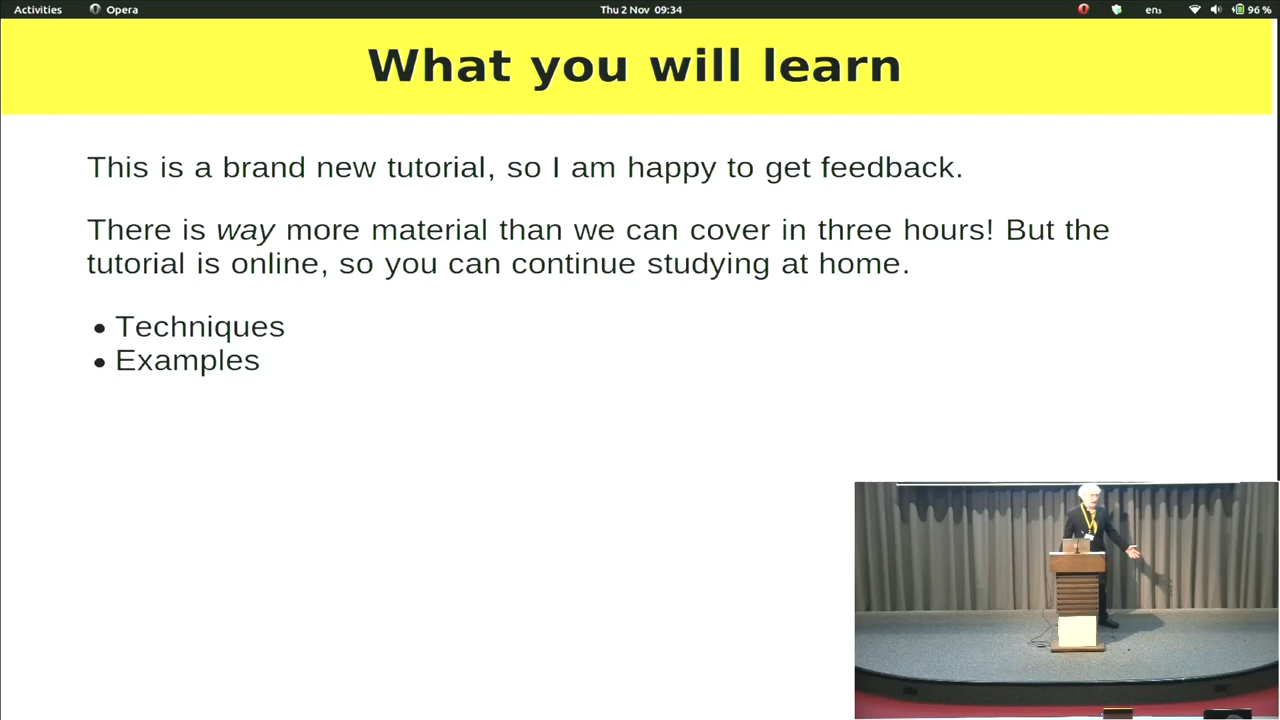 Activities Opera Thu 2 Nov 09:34 en₃ 96 %
What you will learn
This is a brand new tutorial, so I am happy to get feedback.
There is way more material than we can cover in three hours! But the
tutorial is online, so you can continue studying at home.
• Techniques
• Examples